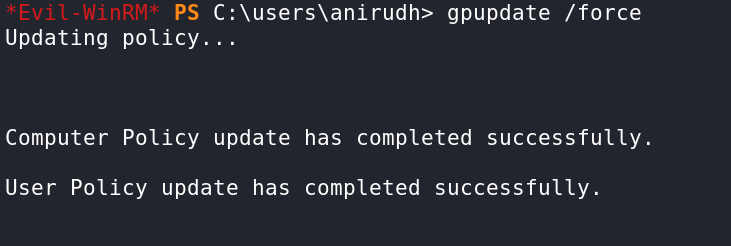 *Evil-WinRM* PS C:\users\anirudh> gpupdate /force
Updating policy...
Computer Policy update has completed successfully.
User Policy update has completed successfully.